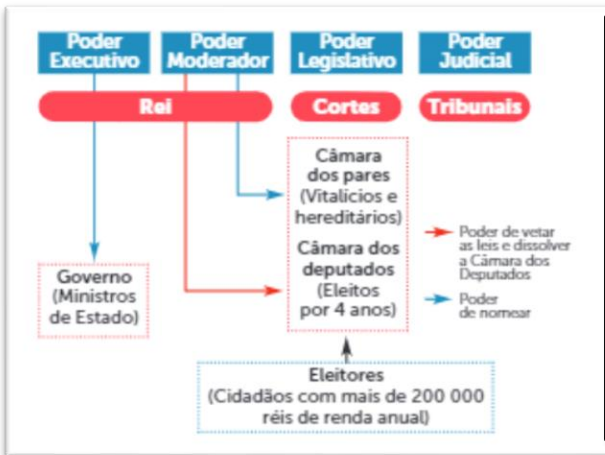 Poder
Executivo
Poder
Moderador
Poder
Legislativo
Poder
Judicial
Rei
Cortes
Tribunais
Câmara
dos pares
(Vitalícios e
hereditários)
Câmara dos
deputados
(Eleitos
por 4 anos)
Governo
(Ministros
de Estado)
Poder de vetar
as leis e dissolver
a Câmara dos
Deputados
Poder
de nomear
Eleitores
(Cidadãos com mais de 200 000
réis de renda anual)